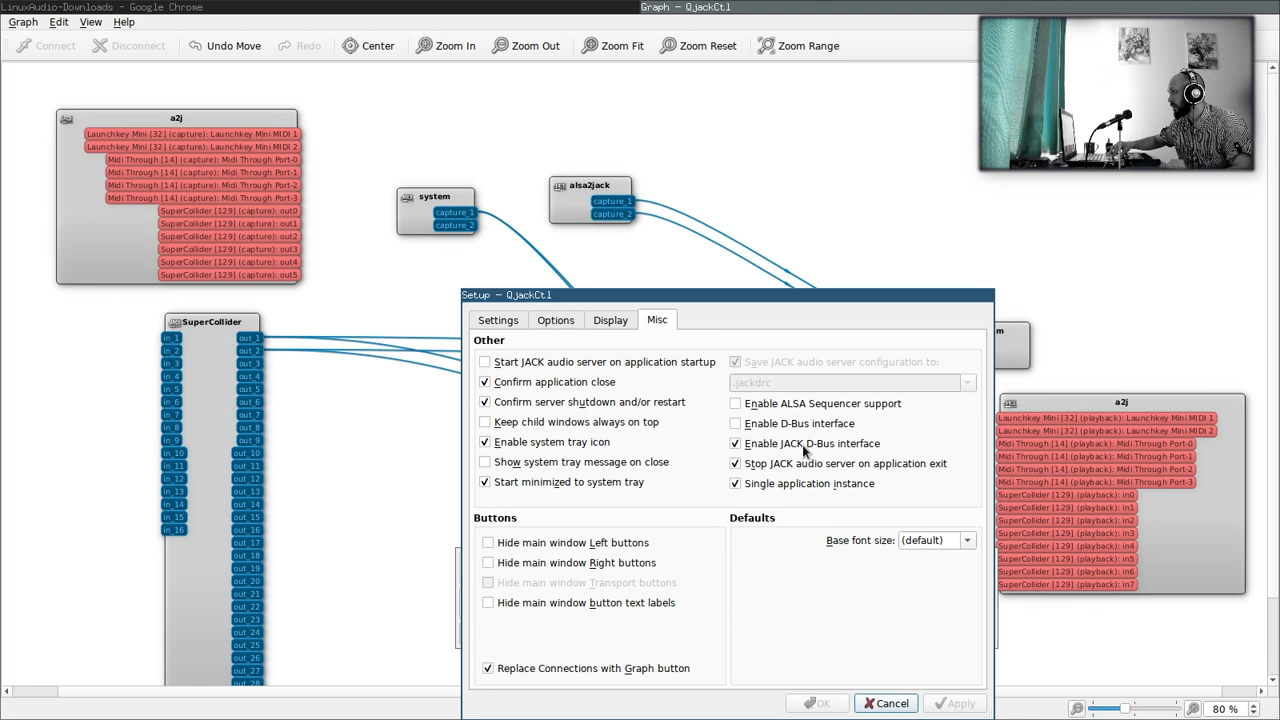 LinuxAudio-Downloads - Google Chrome
Graph — QjackCtl
Graph Edit View Help
Connect Disconnect Undo Move Redo Center Zoom In Zoom Out Zoom Fit Zoom Reset Zoom Range
a2j
Launchkey Mini [32] (capture): Launchkey Mini MIDI 1
Launchkey Mini [32] (capture): Launchkey Mini MIDI 2
Midi Through [14] (capture): Midi Through Port-0
Midi Through [14] (capture): Midi Through Port-1
Midi Through [14] (capture): Midi Through Port-2
Midi Through [14] (capture): Midi Through Port-3
SuperCollider [129] (capture): out0
SuperCollider [129] (capture): out1
SuperCollider [129] (capture): out2
SuperCollider [129] (capture): out3
SuperCollider [129] (capture): out4
SuperCollider [129] (capture): out5
system
capture_1
capture_2
alsa2jack
capture_1
capture_2
SuperCollider
in_1 out_1
in_2 out_2
in_3 out_3
in_4 out_4
in_5 out_5
in_6 out_6
in_7 out_7
in_8 out_8
in_9 out_9
in_10 out_10
in_11 out_11
in_12 out_12
in_13 out_13
in_14 out_14
in_15 out_15
in_16 out_16
out_17
out_18
out_19
out_20
out_21
out_22
out_23
out_24
out_25
out_26
out_27
out_28
Setup — QjackCtl
Settings Options Display Misc
Other
Start JACK audio server on application startup
Confirm application close
Confirm server shutdown and/or restart
Keep child windows always on top
Enable system tray icon
Show system tray message on close
Start minimized to system tray
Save JACK audio server configuration to:
.jackdrc
Enable ALSA Sequencer support
Enable D-Bus interface
Enable JACK D-Bus interface
Stop JACK audio server on application exit
Single application instance
Buttons
Hide main window Left buttons
Hide main window Right buttons
Hide main window Transport buttons
Hide main window button text labels
Replace Connections with Graph button
Defaults
Base font size: (default)
OK Cancel Apply
m
a2j
Launchkey Mini [32] (playback): Launchkey Mini MIDI 1
Launchkey Mini [32] (playback): Launchkey Mini MIDI 2
Midi Through [14] (playback): Midi Through Port-0
Midi Through [14] (playback): Midi Through Port-1
Midi Through [14] (playback): Midi Through Port-2
Midi Through [14] (playback): Midi Through Port-3
SuperCollider [129] (playback): in0
SuperCollider [129] (playback): in1
SuperCollider [129] (playback): in2
SuperCollider [129] (playback): in3
SuperCollider [129] (playback): in4
SuperCollider [129] (playback): in5
SuperCollider [129] (playback): in6
SuperCollider [129] (playback): in7
80 %